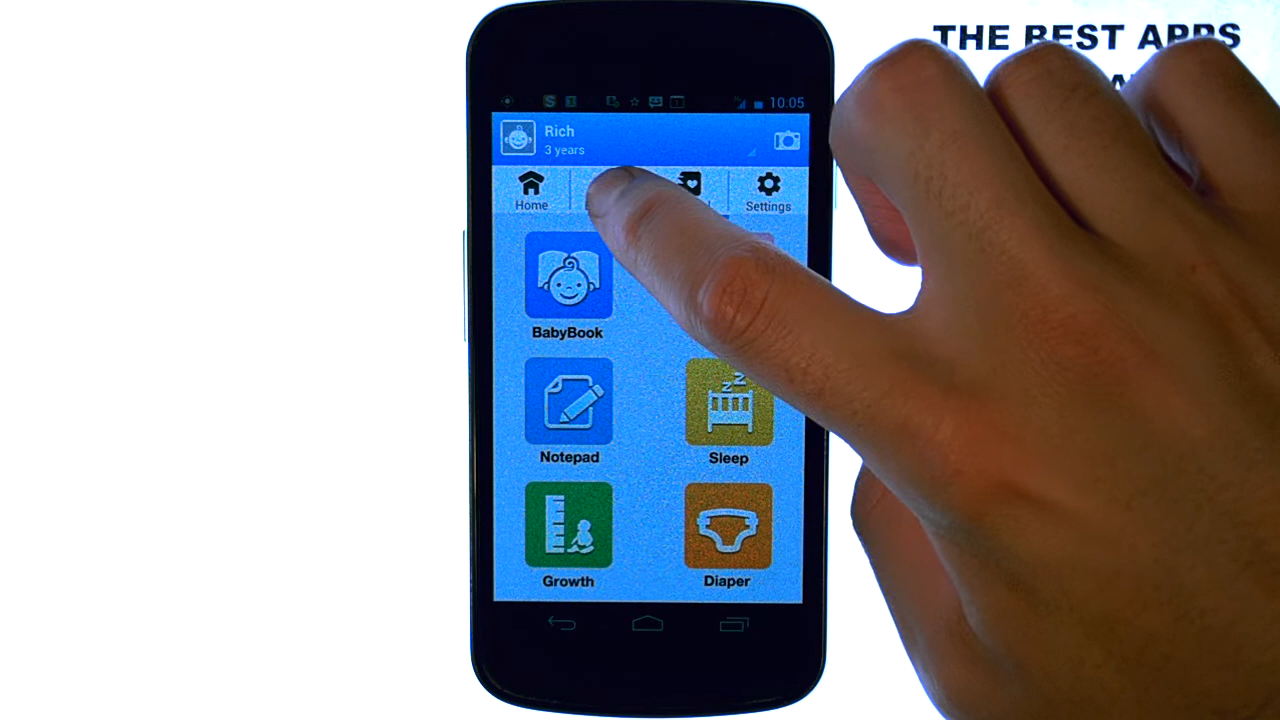 THE BEST APPS
10:05
Rich
3 years
Home
Settings
BabyBook
Notepad
Sleep
Growth
Diaper